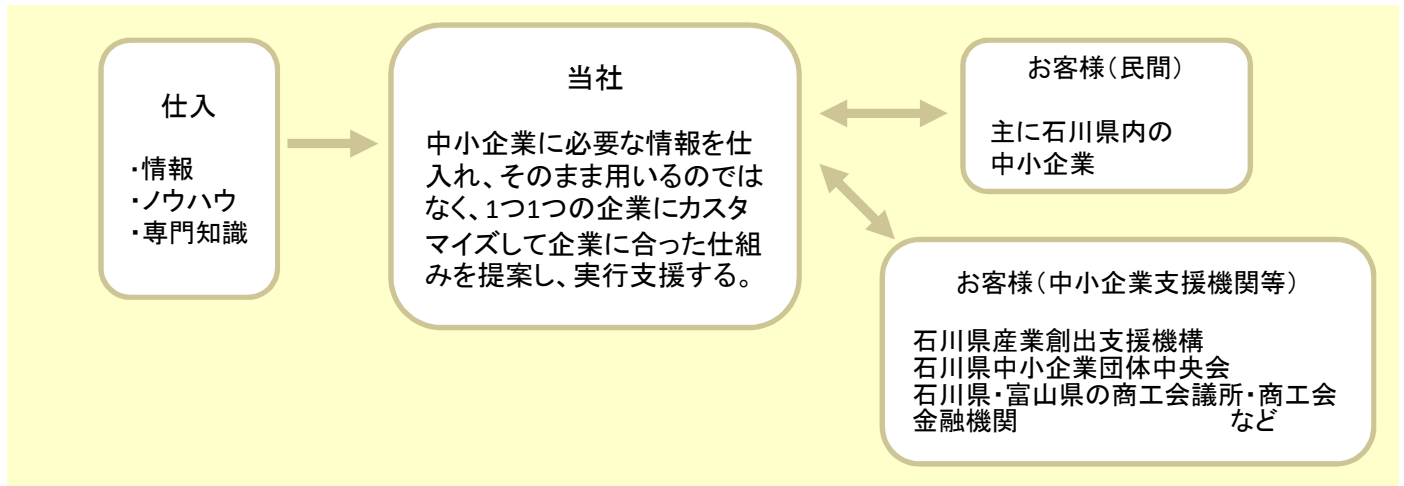 仕入
・情報
・ノウハウ
・専門知識
当社
中小企業に必要な情報を仕
入れ、そのまま用いるのでは
なく、1つ1つの企業にカスタ
マイズして企業に合った仕組
みを提案し、実行支援する。
お客様（民間）
主に石川県内の
中小企業
お客様（中小企業支援機関等）
石川県産業創出支援機構
石川県中小企業団体中央会
石川県・富山県の商工会議所・商工会
金融機関　　　　　　　　など